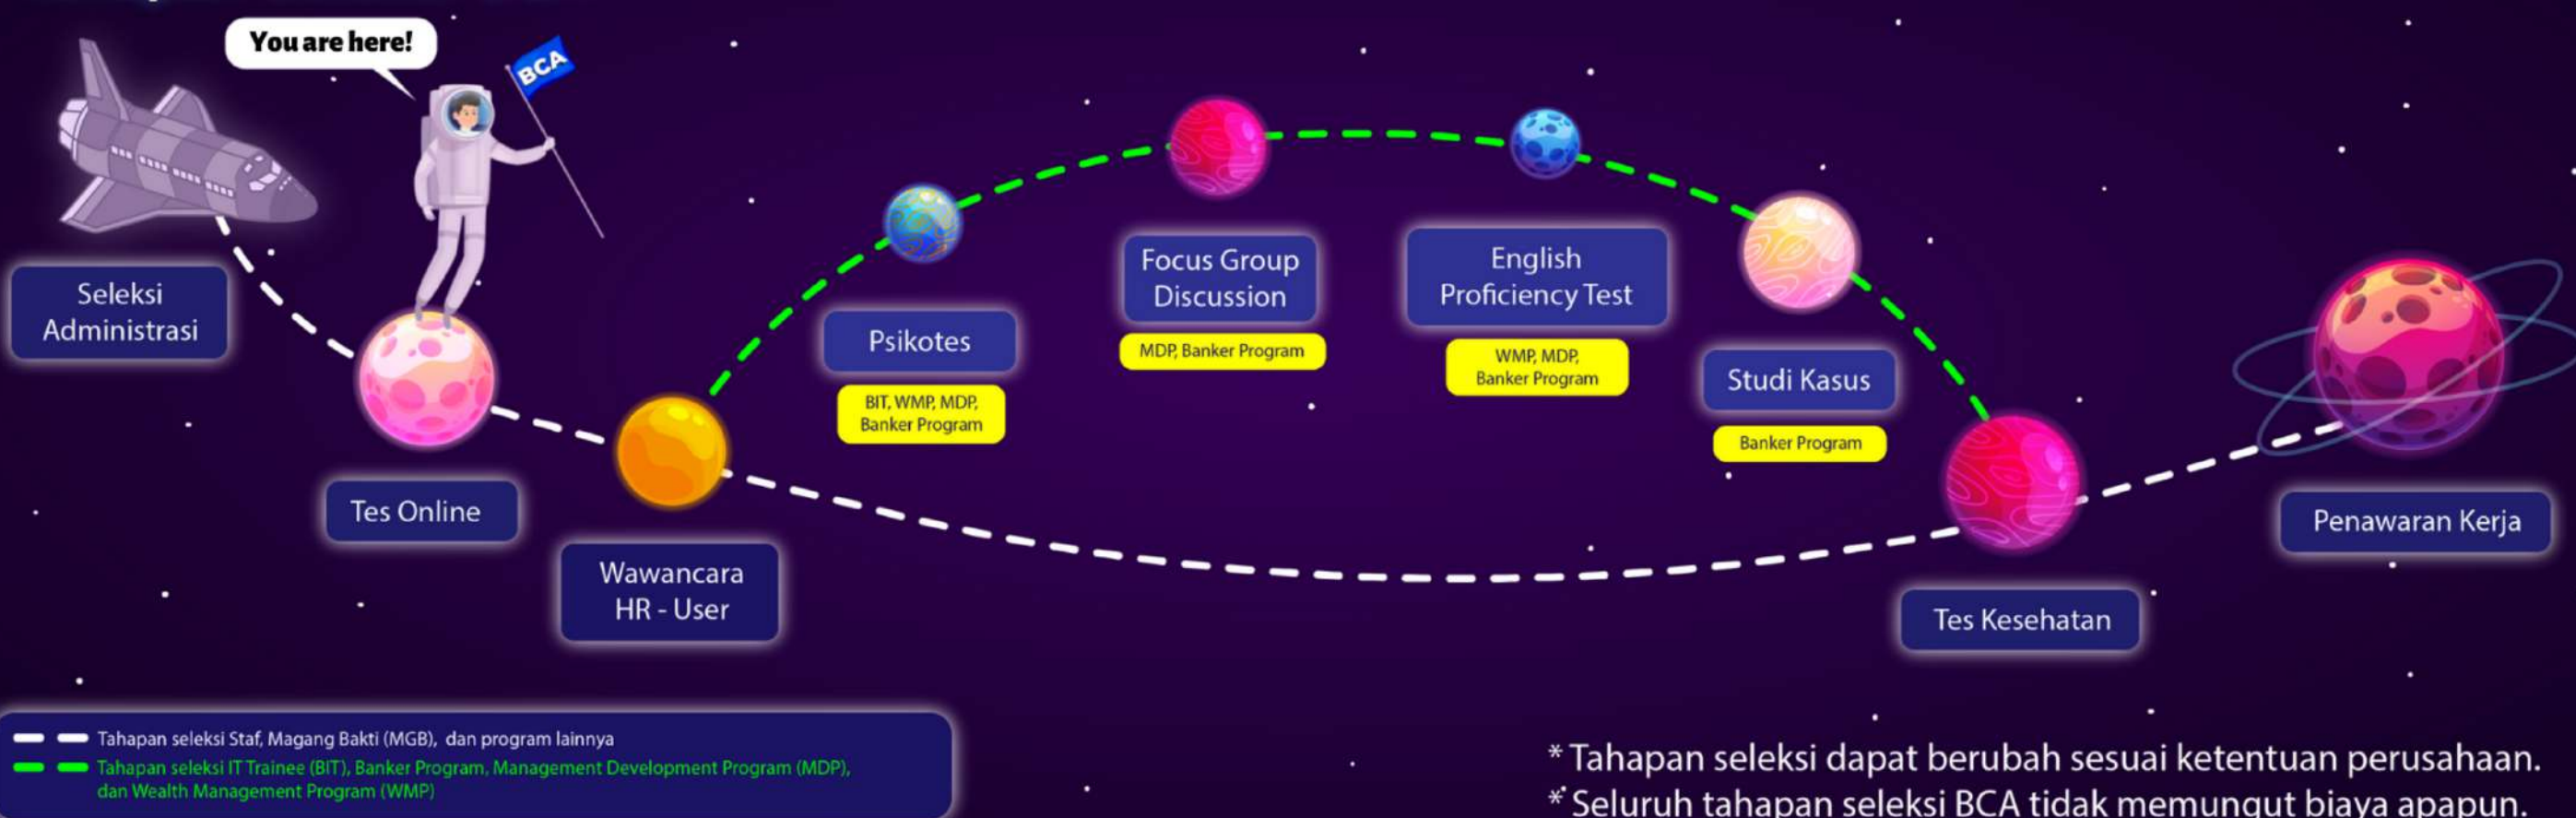 You are here!
BCA
Seleksi
Administrasi
Tes Online
Wawancara
HR - User
Psikotes
BIT, WMP, MDP,
Banker Program
Focus Group
Discussion
MDP, Banker Program
English
Proficiency Test
WMP, MDP,
Banker Program
Studi Kasus
Banker Program
Tes Kesehatan
Penawaran Kerja
Tahapan seleksi Staf, Magang Bakti (MGB), dan program lainnya
Tahapan seleksi IT Trainee (BIT), Banker Program, Management Development Program (MDP),
dan Wealth Management Program (WMP)
* Tahapan seleksi dapat berubah sesuai ketentuan perusahaan.
* Seluruh tahapan seleksi BCA tidak memungut biaya apapun.